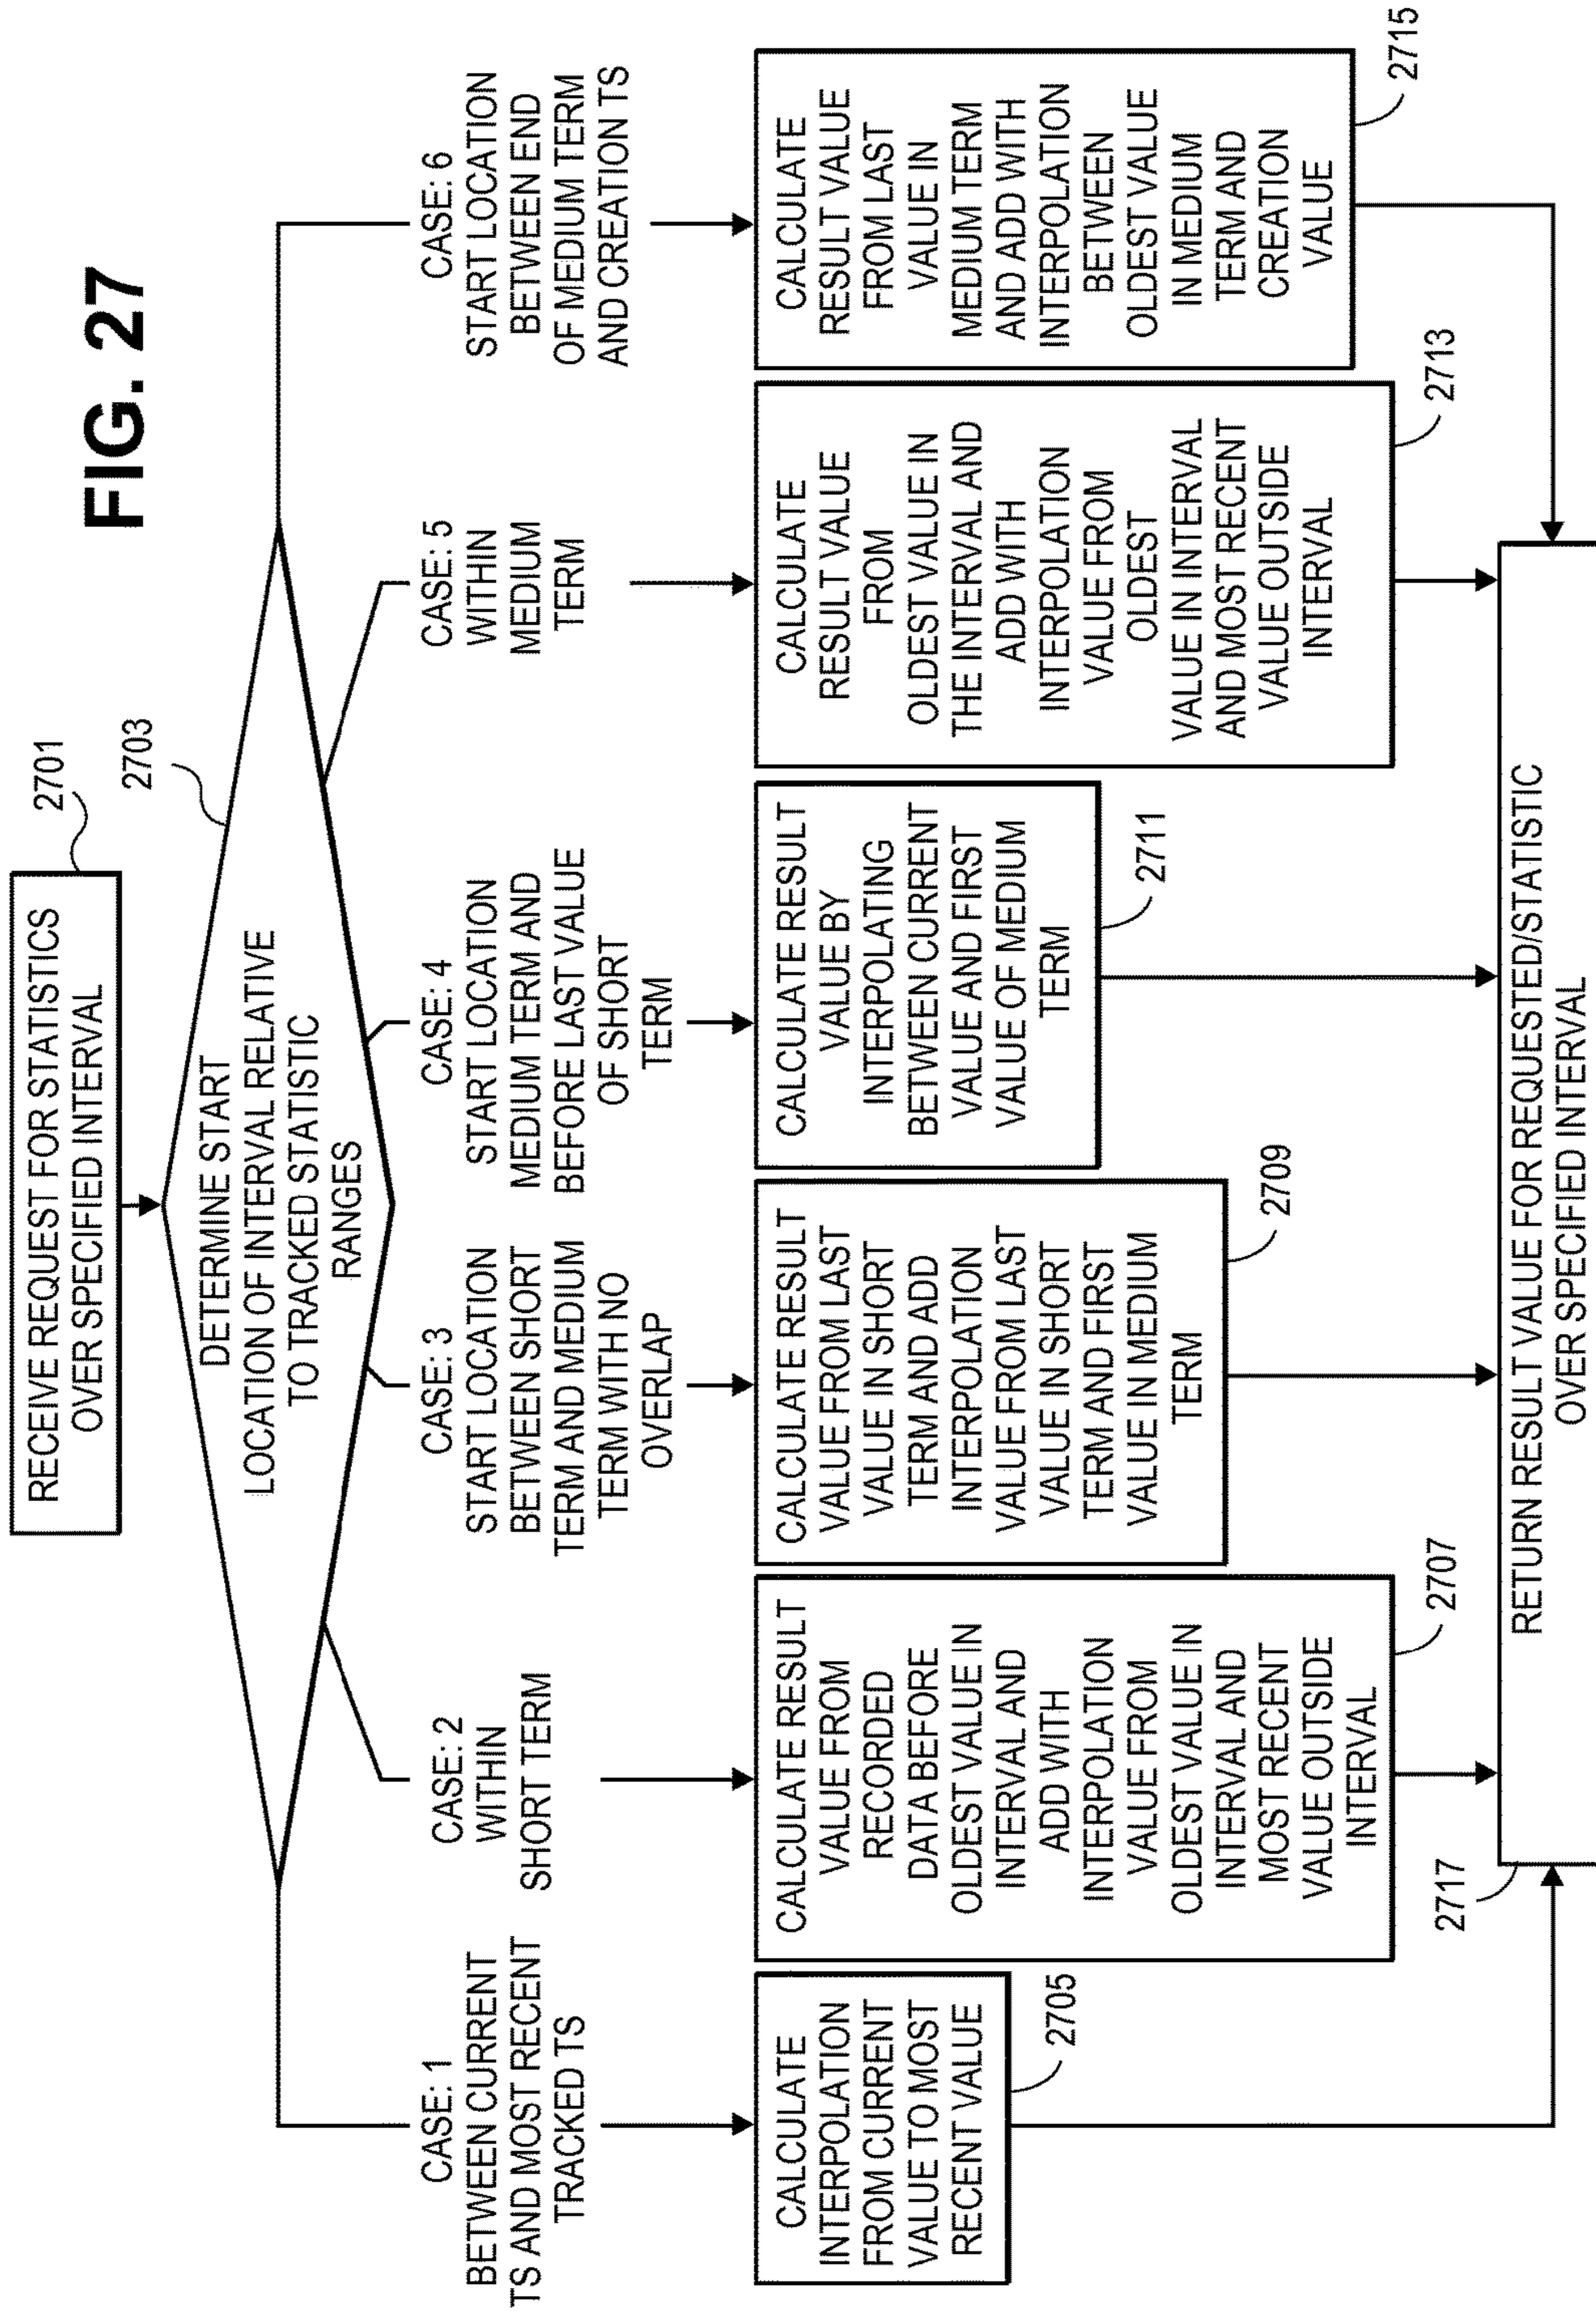 FIG. 27
RECEIVE REQUEST FOR STATISTICS
OVER SPECIFIED INTERVAL
2701
DETERMINE START
LOCATION OF INTERVAL RELATIVE
TO TRACKED STATISTIC
RANGES
2703
CASE: 1
BETWEEN CURRENT
TS AND MOST RECENT
TRACKED TS
CASE: 2
WITHIN
SHORT TERM
CASE: 3
START LOCATION
BETWEEN SHORT
TERM AND MEDIUM
TERM WITH NO
OVERLAP
CASE: 4
START LOCATION
MEDIUM TERM AND
BEFORE LAST VALUE
OF SHORT
TERM
CASE: 5
WITHIN
MEDIUM
TERM
CASE: 6
START LOCATION
BETWEEN END
OF MEDIUM TERM
AND CREATION TS
CALCULATE
INTERPOLATION
FROM CURRENT
VALUE TO MOST
RECENT VALUE
2705
CALCULATE RESULT
VALUE FROM
RECORDED
DATA BEFORE
OLDEST VALUE IN
INTERVAL AND
ADD WITH
INTERPOLATION
VALUE FROM
OLDEST VALUE IN
INTERVAL AND
MOST RECENT
VALUE OUTSIDE
INTERVAL
2707
CALCULATE RESULT
VALUE FROM LAST
VALUE IN SHORT
TERM AND ADD
INTERPOLATION
VALUE FROM LAST
VALUE IN SHORT
TERM AND FIRST
VALUE IN MEDIUM
TERM
2709
CALCULATE RESULT
VALUE BY
INTERPOLATING
BETWEEN CURRENT
VALUE AND FIRST
VALUE OF MEDIUM
TERM
2711
CALCULATE
RESULT VALUE
FROM
OLDEST VALUE IN
THE INTERVAL AND
ADD WITH
INTERPOLATION
VALUE FROM
OLDEST
VALUE IN INTERVAL
AND MOST RECENT
VALUE OUTSIDE
INTERVAL
2713
CALCULATE
RESULT VALUE
FROM LAST
VALUE IN
MEDIUM TERM
AND ADD WITH
INTERPOLATION
BETWEEN
OLDEST VALUE
IN MEDIUM
TERM AND
CREATION
VALUE
2715
2717
RETURN RESULT VALUE FOR REQUESTED/STATISTIC
OVER SPECIFIED INTERVAL